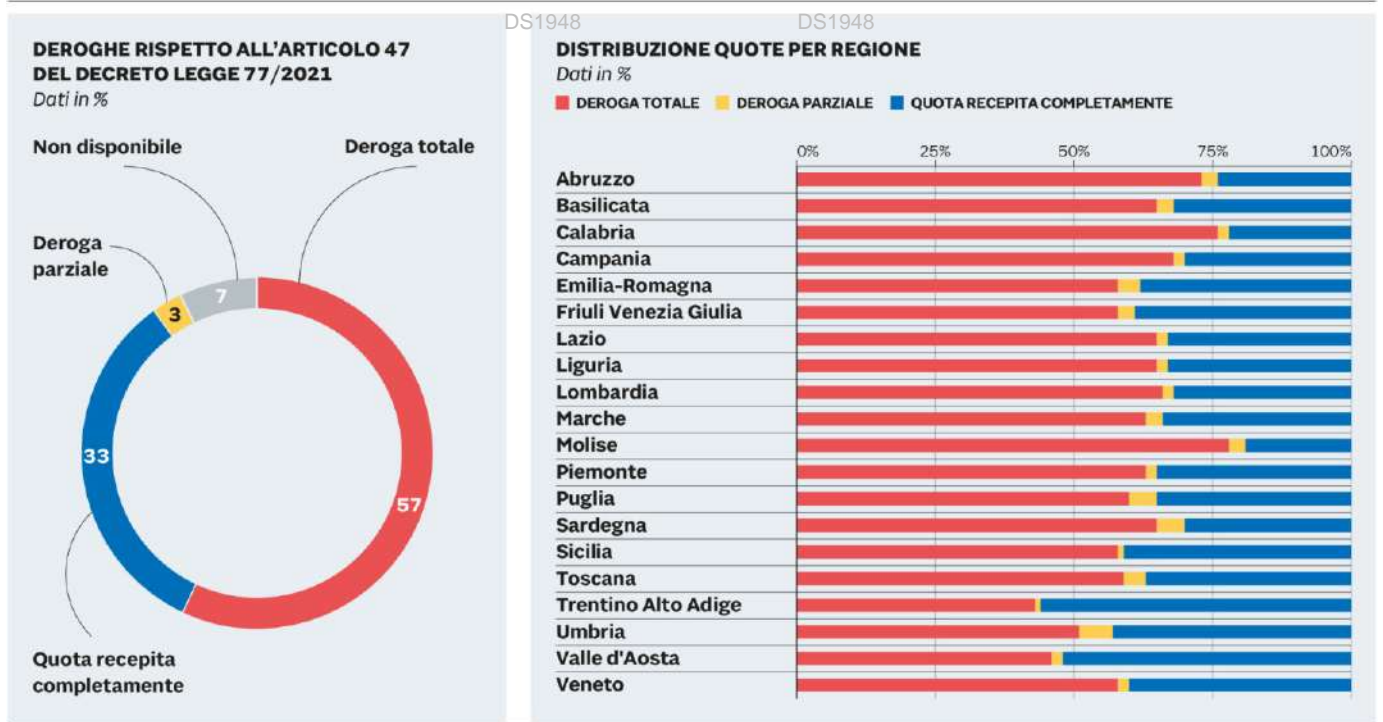 DS1948
DS1948
DEROGHE RISPETTO ALL'ARTICOLO 47
DEL DECRETO LEGGE 77/2021
Dati in %
Non disponibile
Deroga totale
Deroga
parziale
7
3
33
57
Quota recepita
completamente
DISTRIBUZIONE QUOTE PER REGIONE
Dati in %
DEROGA TOTALE DEROGA PARZIALE QUOTA RECEPITA COMPLETAMENTE
0% 25% 50% 75% 100%
Abruzzo
Basilicata
Calabria
Campania
Emilia-Romagna
Friuli Venezia Giulia
Lazio
Liguria
Lombardia
Marche
Molise
Piemonte
Puglia
Sardegna
Sicilia
Toscana
Trentino Alto Adige
Umbria
Valle d'Aosta
Veneto